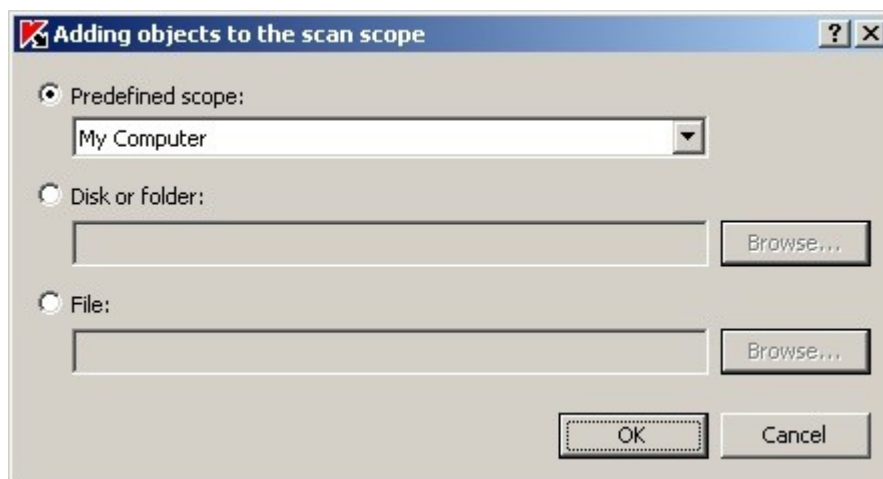 Adding objects to the scan scope
Predefined scope:
My Computer
Disk or folder:
Browse...
File:
Browse...
OK Cancel